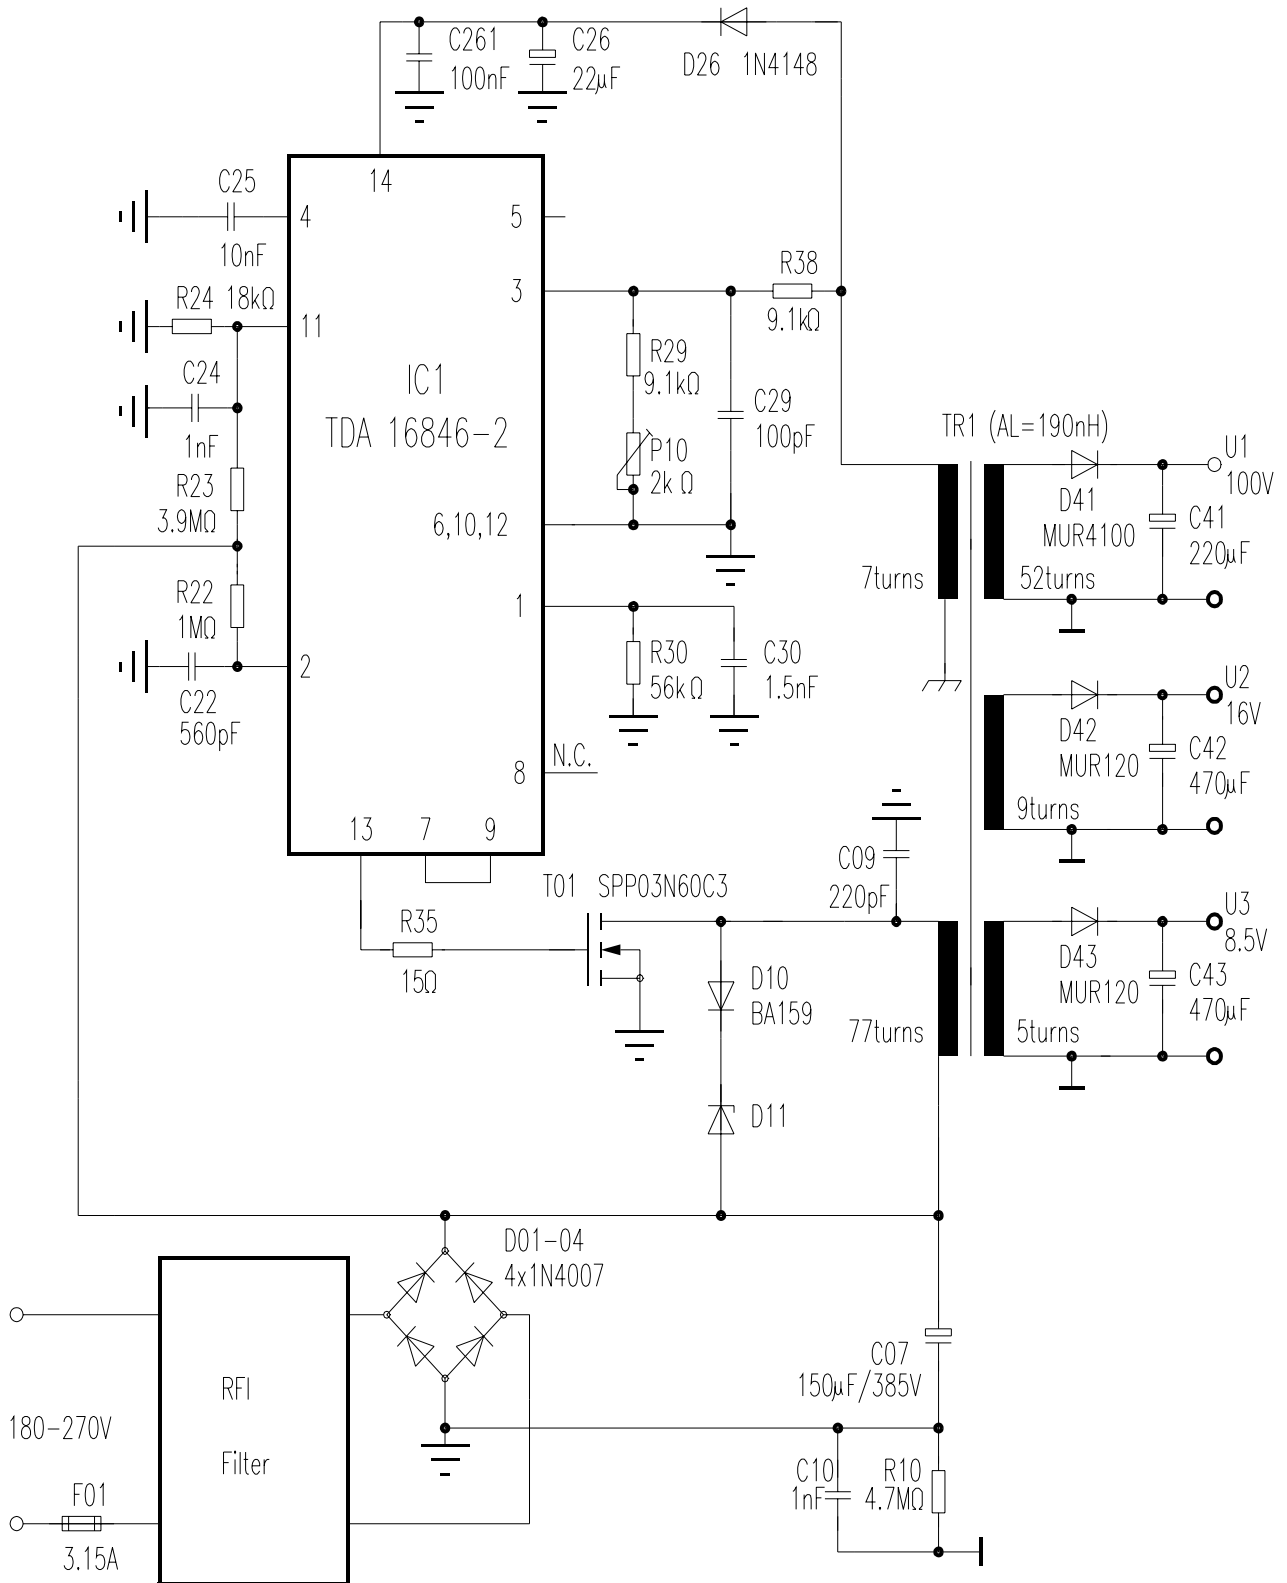 C261
100nF
C26
22µF
D26 1N4148
14
C25
10nF
4
5
R24 18kΩ
11
3
R38
9.1kΩ
C24
1nF
IC1
TDA 16846-2
R29
9.1kΩ
P10
2k Ω
C29
100pF
R23
3.9MΩ
6,10,12
TR1 (AL=190nH)
U1
100V
D41
MUR4100
C41
220µF
7turns
52turns
R22
1MΩ
1
2
R30
56kΩ
C30
1.5nF
C22
560pF
8
N.C.
U2
16V
D42
MUR120
C42
470µF
9turns
13
7
9
C09
220pF
T01 SPP03N60C3
R35
15Ω
D10
BA159
D11
U3
8.5V
D43
MUR120
C43
470µF
77turns
5turns
D01-04
4x1N4007
RFI
Filter
180-270V
F01
3.15A
C07
150µF/385V
C10
1nF
R10
4.7MΩ